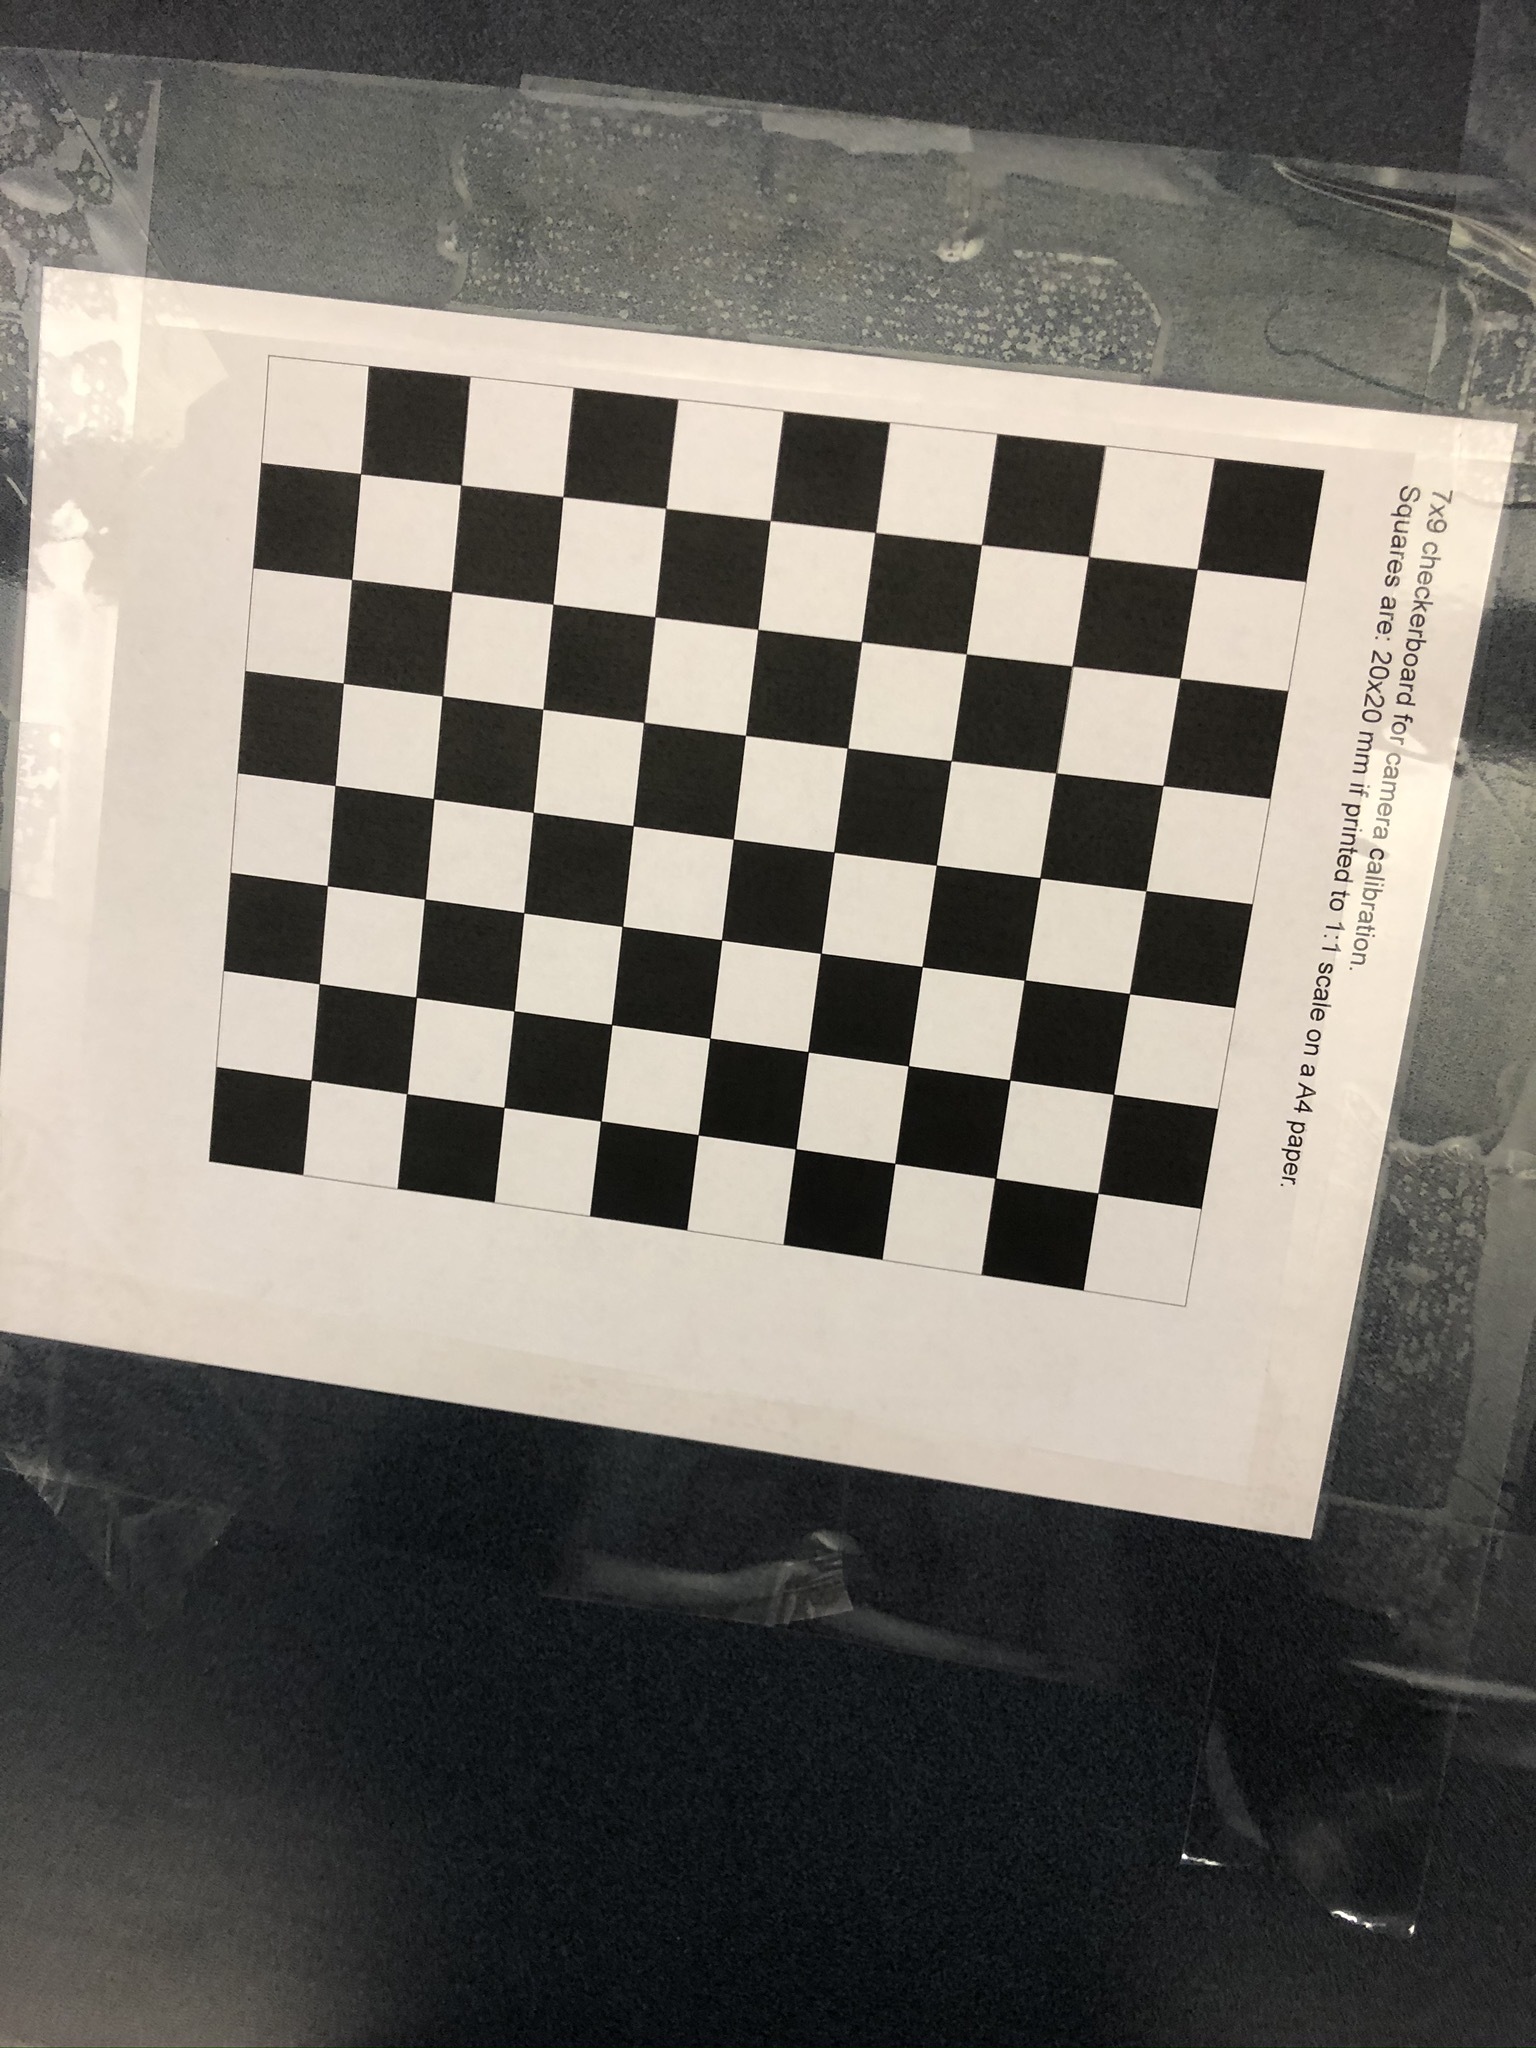 7x9 checkerboard for camera calibration.
Squares are: 20x20 mm if printed to 1:1 scale on a A4 paper.